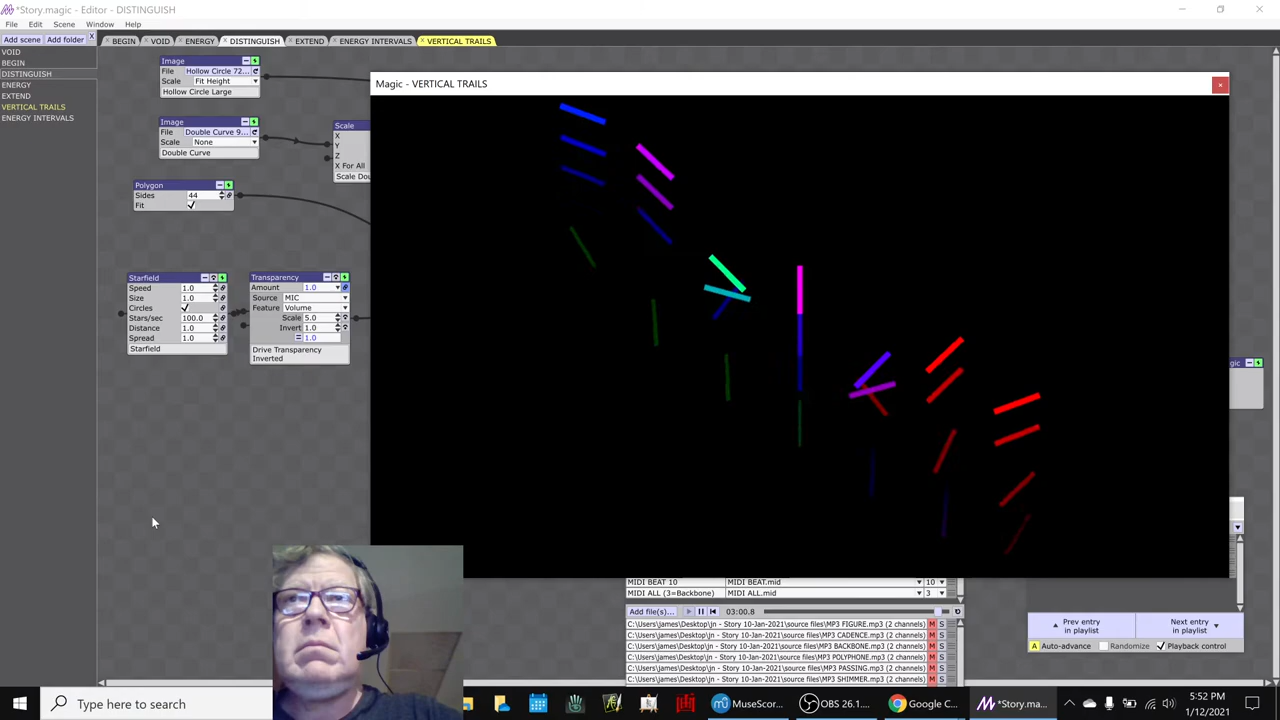 *Story.magic - Editor - DISTINGUISH
File Edit Scene Window Help
Add scene Add folder X
BEGIN VOID ENERGY DISTINGUISH EXTEND ENERGY INTERVALS VERTICAL TRAILS
VOID
BEGIN
DISTINGUISH
ENERGY
EXTEND
VERTICAL TRAILS
ENERGY INTERVALS
Image
File Hollow Circle 72...
Scale Fit Height
Hollow Circle Large
Image
File Double Curve 9...
Scale None
Double Curve
Scale
X
Y
Z
X For All
Scale Dou
Polygon
Sides 44
Fit
Starfield
Speed 1.0
Size 1.0
Circles
Stars/sec 100.0
Distance 1.0
Spread 1.0
Starfield
Transparency
Amount 1.0
Source MIC
Feature Volume
Scale 5.0
Invert 1.0
= 1.0
Drive Transparency
Inverted
Magic - VERTICAL TRAILS
gic
MIDI BEAT 10 MIDI BEAT.mid 10
MIDI ALL (3=Backbone) MIDI ALL.mid 3
Add file(s)... 03:00.8
C:\Users\james\Desktop\jn - Story 10-Jan-2021\source files\MP3 FIGURE.mp3 (2 channels) M S
C:\Users\james\Desktop\jn - Story 10-Jan-2021\source files\MP3 CADENCE.mp3 (2 channels) M S
C:\Users\james\Desktop\jn - Story 10-Jan-2021\source files\MP3 BACKBONE.mp3 (2 channels) M S
C:\Users\james\Desktop\jn - Story 10-Jan-2021\source files\MP3 POLYPHONE.mp3 (2 channels) M S
C:\Users\james\Desktop\jn - Story 10-Jan-2021\source files\MP3 PASSING.mp3 (2 channels) M S
C:\Users\james\Desktop\jn - Story 10-Jan-2021\source files\MP3 SHIMMER.mp3 (2 channels) M S
Prev entry
in playlist
Next entry
in playlist
A Auto-advance Randomize Playback control
Type here to search
MuseScor...
OBS 26.1....
Google C...
*Story.ma...
5:52 PM
1/12/2021